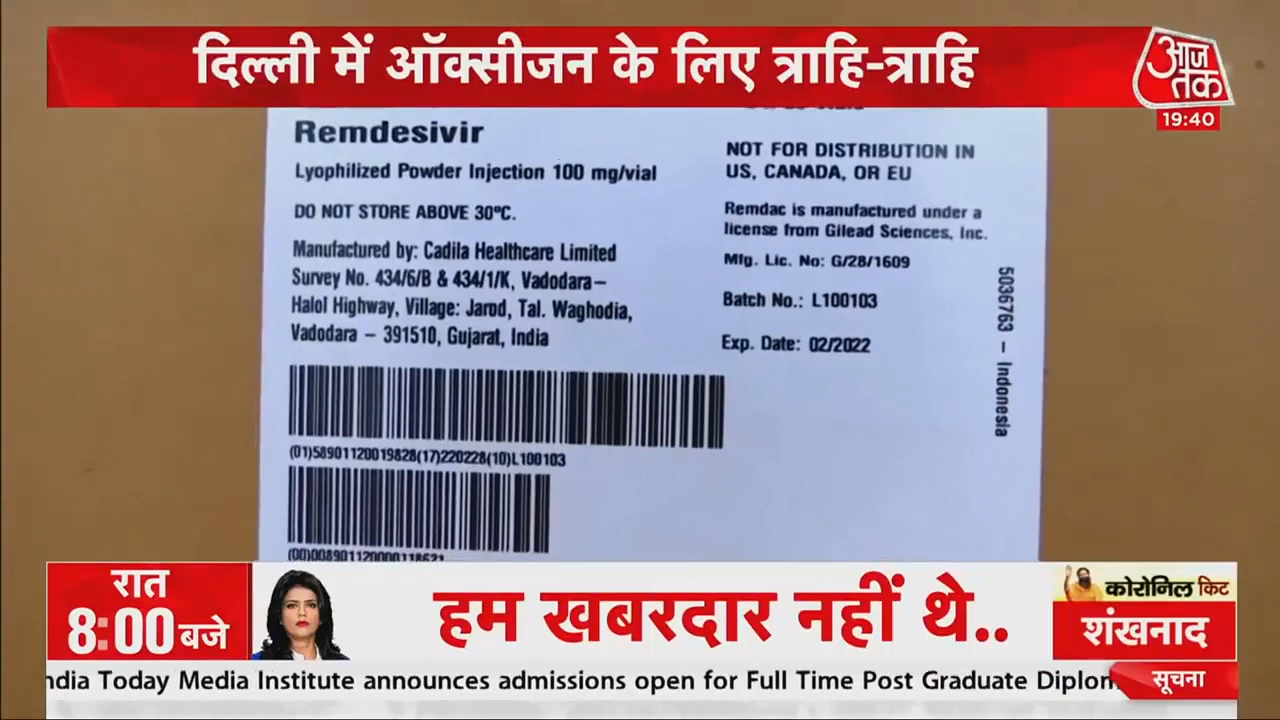 दिल्ली में ऑक्सीजन के लिए त्राहि-त्राहि
आज तक
19:40
Remdesivir
Lyophilized Powder Injection 100 mg/vial
DO NOT STORE ABOVE 30ºC.
Manufactured by: Cadila Healthcare Limited
Survey No. 434/6/B & 434/1/K, Vadodara–
Halol Highway, Village: Jarod, Tal. Waghodia,
Vadodara – 391510, Gujarat, India
(01)58901120019828(17)220228(10)L100103
NOT FOR DISTRIBUTION IN
US, CANADA, OR EU
Remdac is manufactured under a
license from Gilead Sciences, Inc.
Mfg. Lic. No: G/28/1609
Batch No.: L100103
Exp. Date: 02/2022
5036763 – Indonesia
रात
8:00 बजे
हम खबरदार नहीं थे..
कोरोनिल किट
शंखनाद
ndia Today Media Institute announces admissions open for Full Time Post Graduate Diplom
सूचना